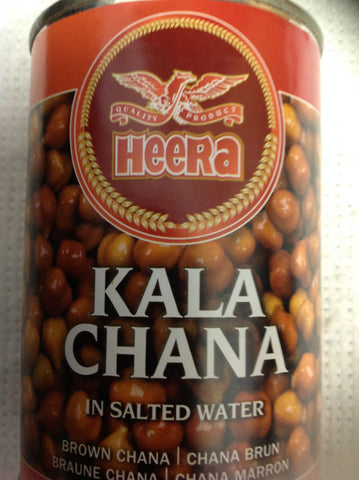 QUALITY PRODUCT
HEERa
KALA
CHANA
IN SALTED WATER
BROWN CHANA | CHANA BRUN
BRAUNE CHANA | CHANA MARRON